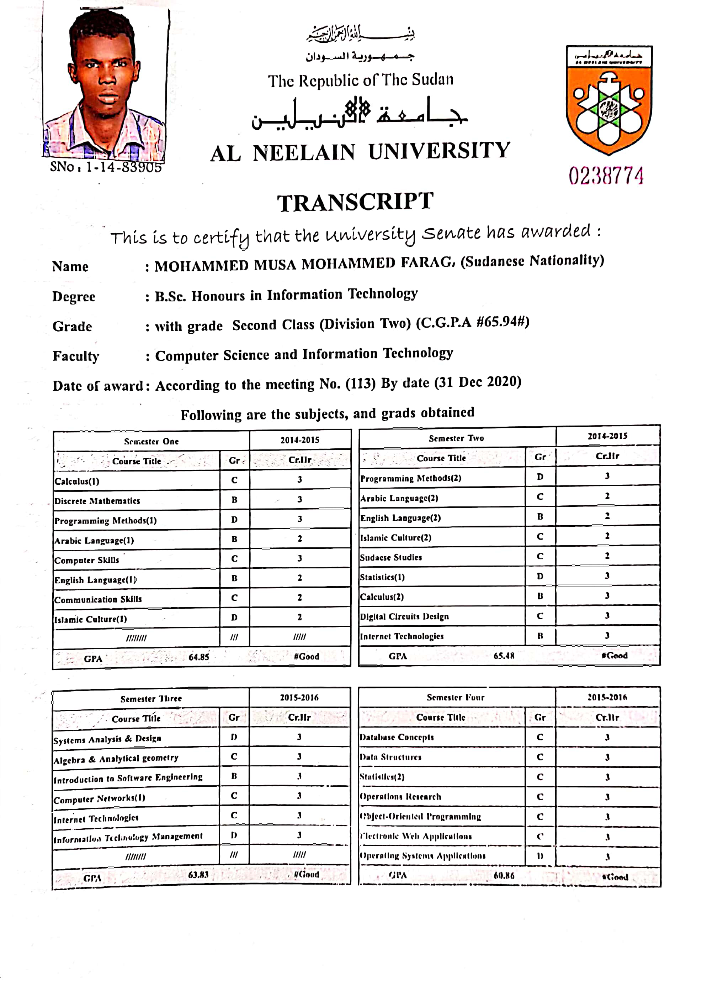 بسم الله الرحمن الرحيم
جمهورية السودان
The Republic of The Sudan
جامعة النيلين
AL NEELAIN UNIVERSITY
جامعة النيلين
AL NEELAIN UNIVERSITY
SNo : 1-14-83905
0238774
TRANSCRIPT
This is to certify that the University Senate has awarded :
Name : MOHAMMED MUSA MOHAMMED FARAG, (Sudanese Nationality)
Degree : B.Sc. Honours in Information Technology
Grade : with grade Second Class (Division Two) (C.G.P.A #65.94#)
Faculty : Computer Science and Information Technology
Date of award : According to the meeting No. (113) By date (31 Dec 2020)
Following are the subjects, and grads obtained
Semester One 2014-2015
Course Title Gr Cr.Hr
Calculus(1) C 3
Discrete Mathematics B 3
Programming Methods(1) D 3
Arabic Language(1) B 2
Computer Skills C 3
English Language(1) B 2
Communication Skills C 2
Islamic Culture(1) D 2
//////// /// /////
GPA 64.85 #Good
Semester Two 2014-2015
Course Title Gr Cr.Hr
Programming Methods(2) D 3
Arabic Language(2) C 2
English Language(2) B 2
Islamic Culture(2) C 2
Sudaese Studies C 2
Statistics(1) D 3
Calculus(2) B 3
Digital Circuits Design C 3
Internet Technologies B 3
GPA 65.48 #Good
Semester Three 2015-2016
Course Title Gr Cr.Hr
Systems Analysis & Design D 3
Algebra & Analytical geometry C 3
Introduction to Software Engineering B 3
Computer Networks(1) C 3
Internet Technologies C 3
Information Technology Management D 3
//////// /// /////
GPA 63.83 #Good
Semester Four 2015-2016
Course Title Gr Cr.Hr
Database Concepts C 3
Data Structures C 3
Statistics(2) C 3
Operations Research C 3
Object-Oriented Programming C 3
Electronic Web Applications C 3
Operating Systems Applications D 3
GPA 60.86 #Good